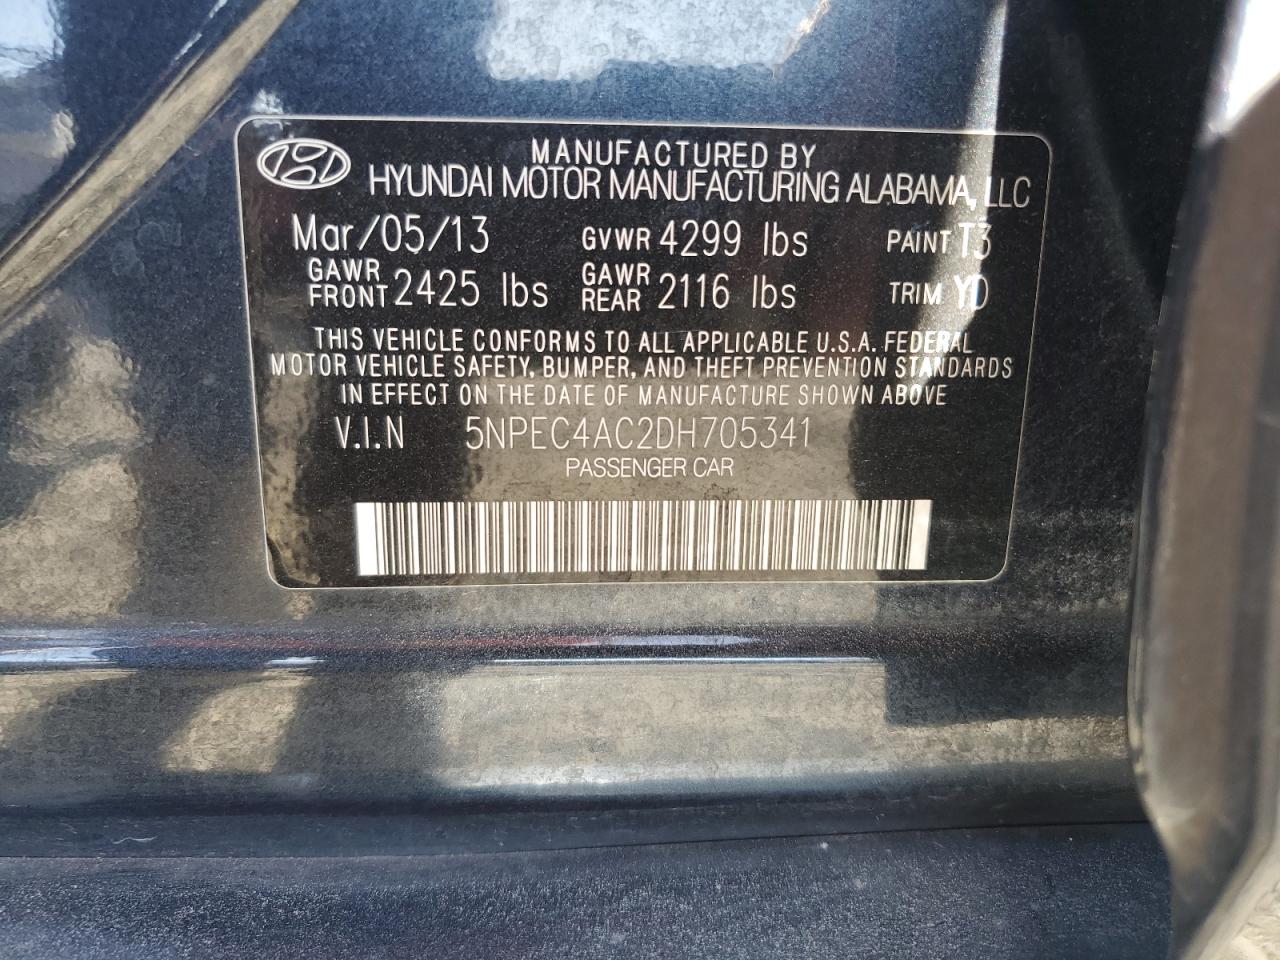 MANUFACTURED BY
HYUNDAI MOTOR MANUFACTURING ALABAMA, LLC
Mar/05/13 GVWR 4299 lbs PAINT T3
GAWR FRONT 2425 lbs GAWR REAR 2116 lbs TRIM YD
THIS VEHICLE CONFORMS TO ALL APPLICABLE U.S.A. FEDERAL
MOTOR VEHICLE SAFETY, BUMPER, AND THEFT PREVENTION STANDARDS
IN EFFECT ON THE DATE OF MANUFACTURE SHOWN ABOVE
V.I.N 5NPEC4AC2DH705341
PASSENGER CAR